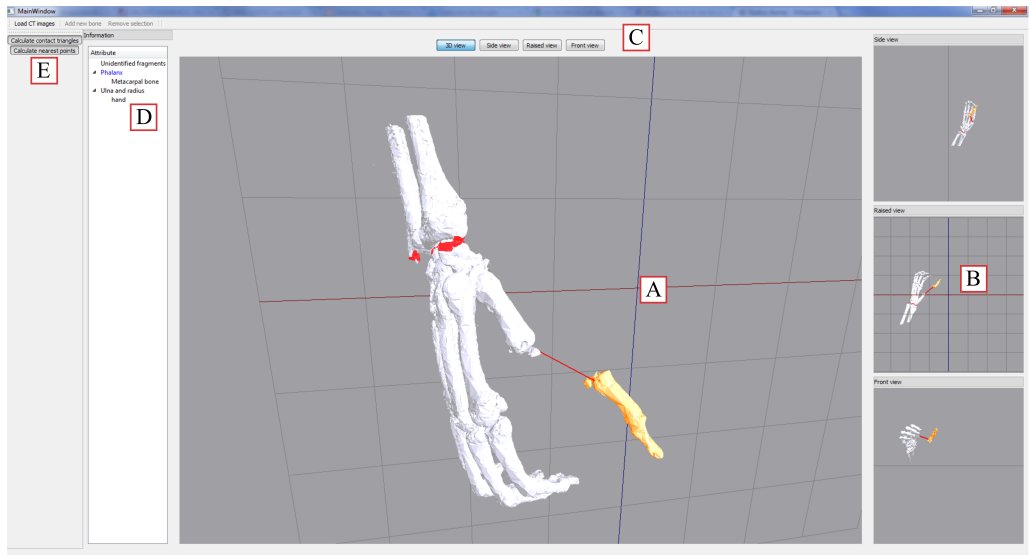 MainWindow
Load CT images Add new bone Remove selection
Calculate contact triangles
Calculate nearest points
E
Information
Attribute
Unidentified fragments
Phalanx
Metacarpal bone
Ulna and radius
hand
D
3D view Side view Raised view Front view
C
A
Side view
Raised view
B
Front view